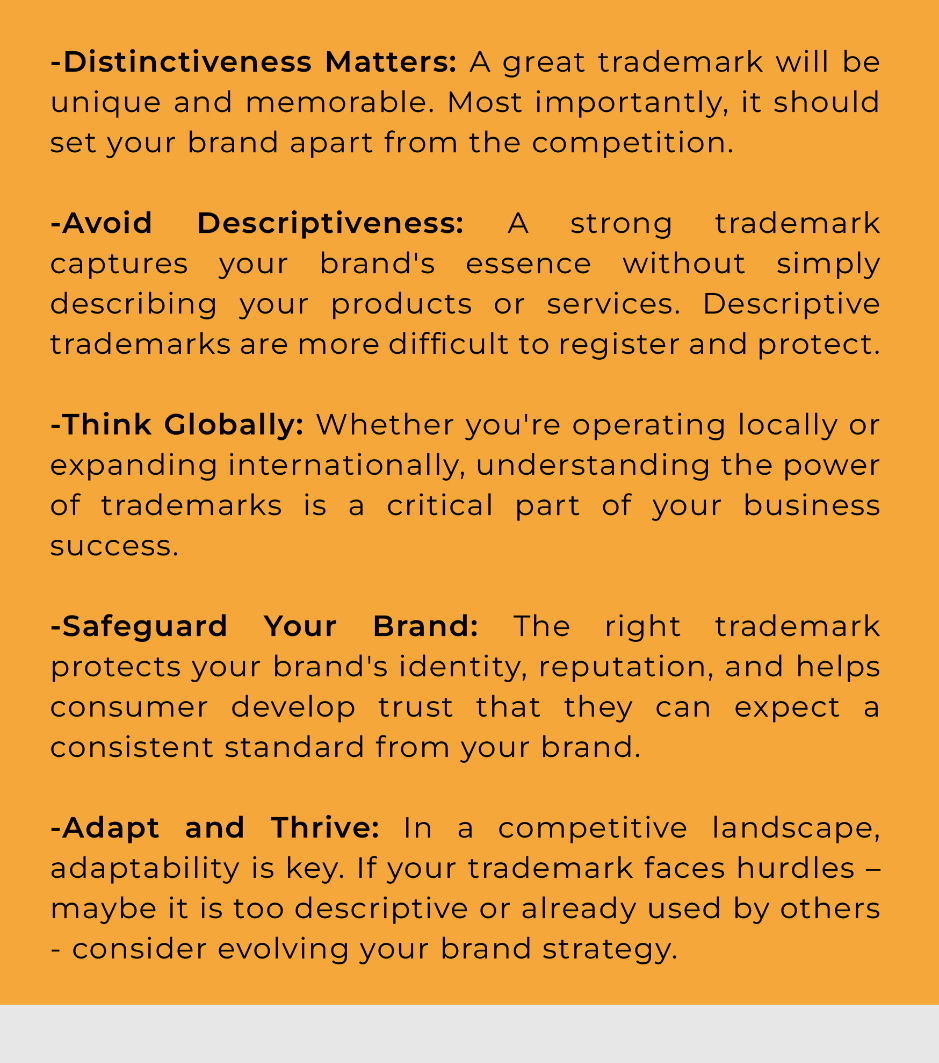 -Distinctiveness Matters: A great trademark will be
unique and memorable. Most importantly, it should
set your brand apart from the competition.
-Avoid Descriptiveness: A strong trademark
captures your brand's essence without simply
describing your products or services. Descriptive
trademarks are more difficult to register and protect.
-Think Globally: Whether you're operating locally or
expanding internationally, understanding the power
of trademarks is a critical part of your business
success.
-Safeguard Your Brand: The right trademark
protects your brand's identity, reputation, and helps
consumer develop trust that they can expect a
consistent standard from your brand.
-Adapt and Thrive: In a competitive landscape,
adaptability is key. If your trademark faces hurdles –
maybe it is too descriptive or already used by others
- consider evolving your brand strategy.